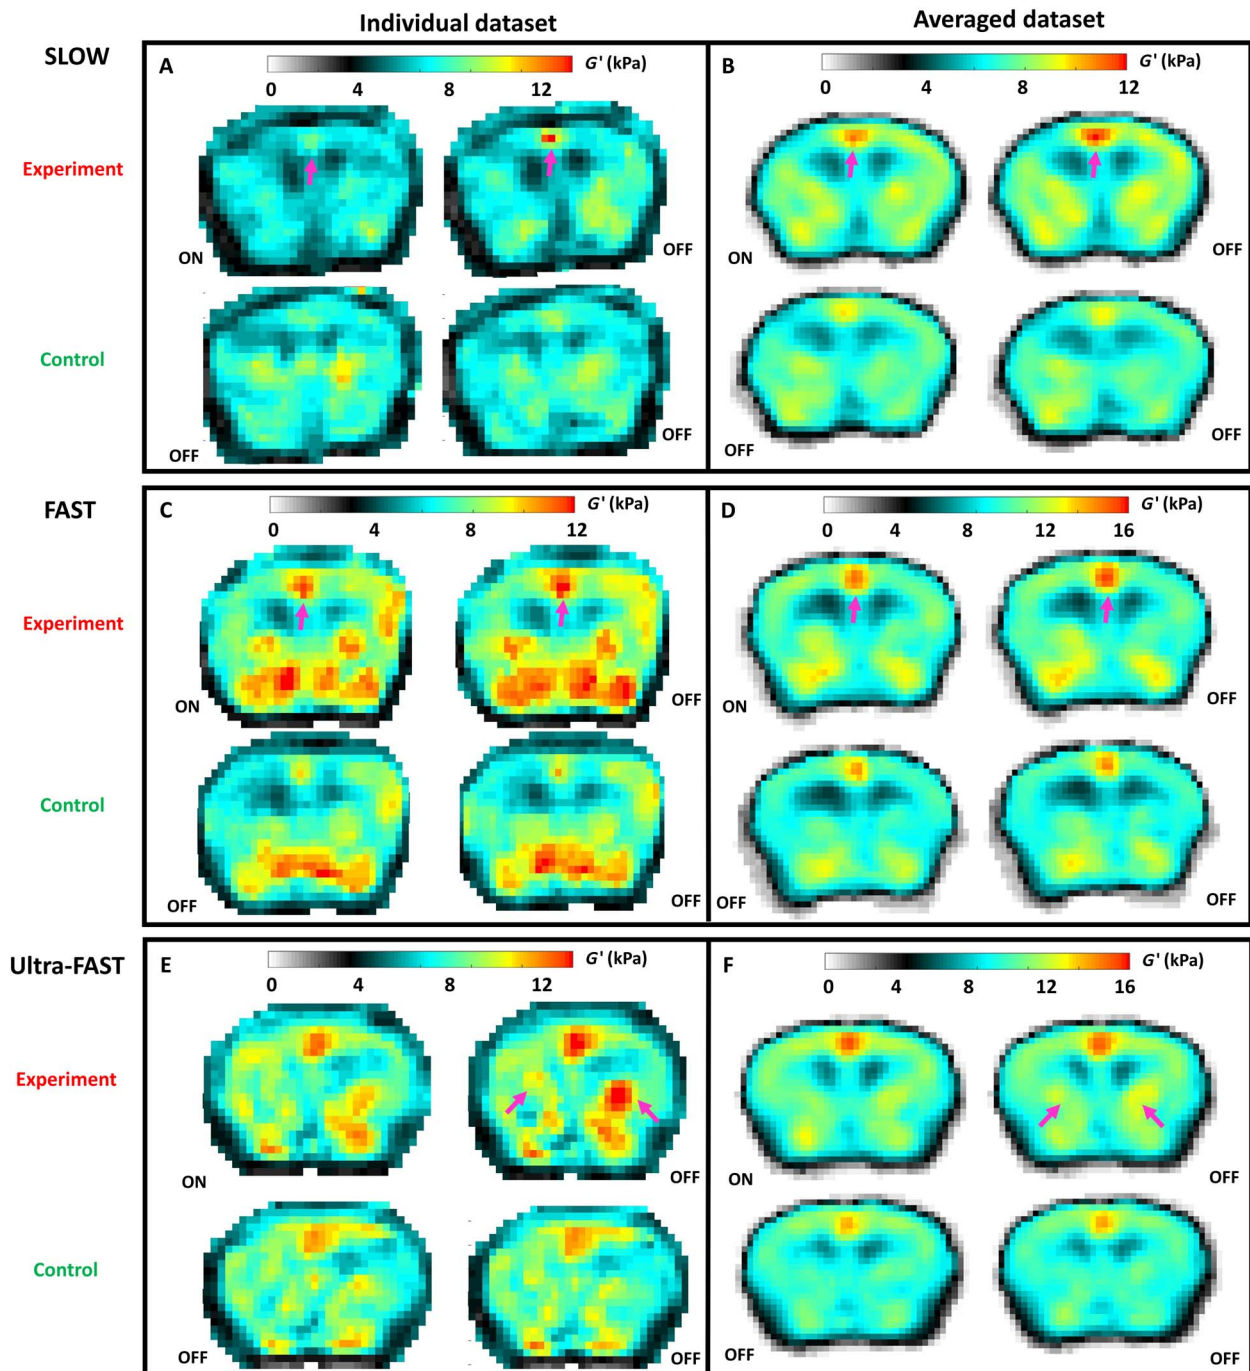 Individual dataset
Averaged dataset
SLOW
A
G' (kPa)
0 4 8 12
B
G' (kPa)
0 4 8 12
Experiment
ON
OFF
ON
OFF
Control
OFF
OFF
OFF
OFF
FAST
C
G' (kPa)
0 4 8 12
D
G' (kPa)
0 4 8 12 16
Experiment
ON
OFF
ON
OFF
Control
OFF
OFF
OFF
OFF
Ultra-FAST
E
G' (kPa)
0 4 8 12
F
G' (kPa)
0 4 8 12 16
Experiment
ON
OFF
ON
OFF
Control
OFF
OFF
OFF
OFF